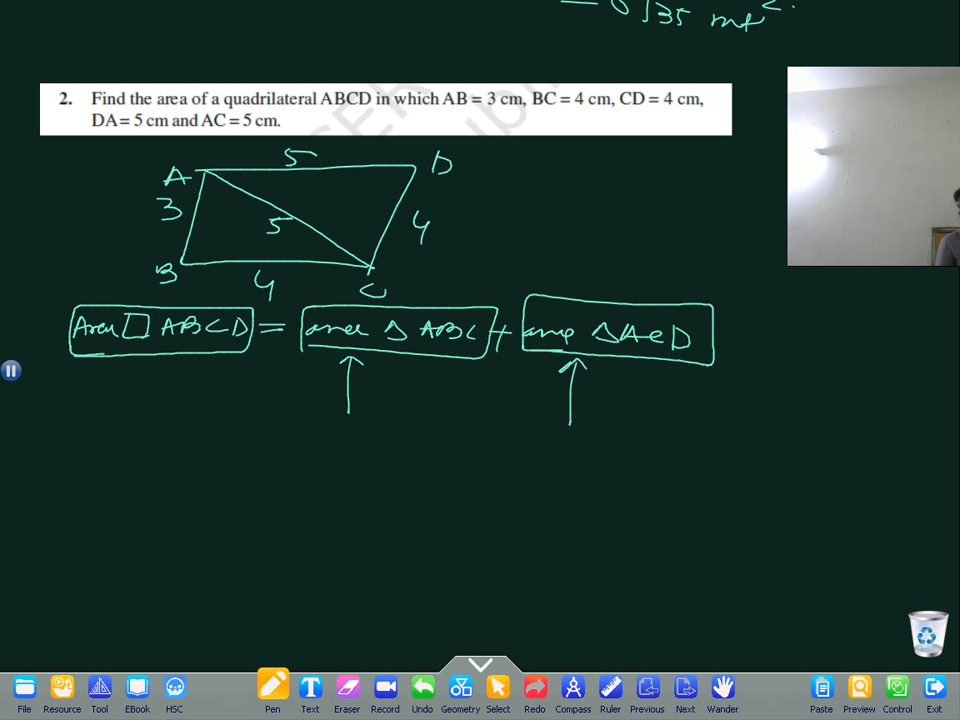 = 0.135 mt².
2. Find the area of a quadrilateral ABCD in which AB = 3 cm, BC = 4 cm, CD = 4 cm,
DA = 5 cm and AC = 5 cm.
5
A D
3 5 4
B 4 C
Area □ ABCD = area Δ ABC + area Δ ACD
File Resource Tool EBook HSC Pen Text Eraser Record Undo Geometry Select Redo Compass Ruler Previous Next Wander Paste Preview Control Exit